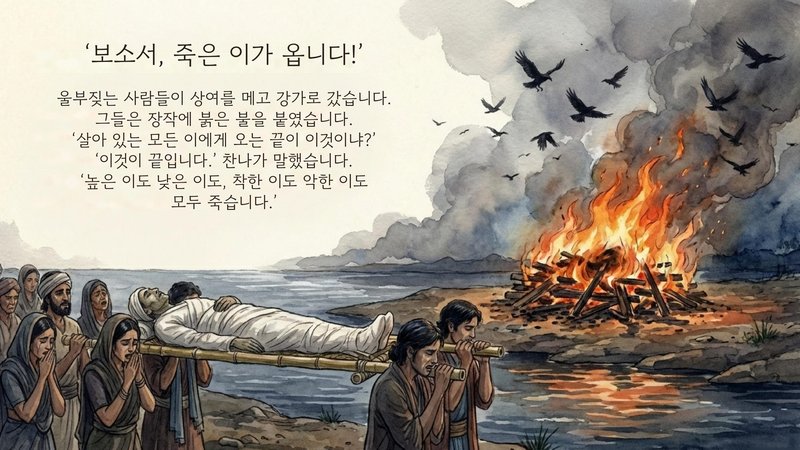 ‘보소서, 죽은 이가 옵니다!’
울부짖는 사람들이 상여를 메고 강가로 갔습니다.
그들은 장작에 붉은 불을 붙였습니다.
‘살아 있는 모든 이에게 오는 끝이 이것이냐?’
‘이것이 끝입니다.’ 찬나가 말했습니다.
‘높은 이도 낮은 이도, 착한 이도 악한 이도
모두 죽습니다.’